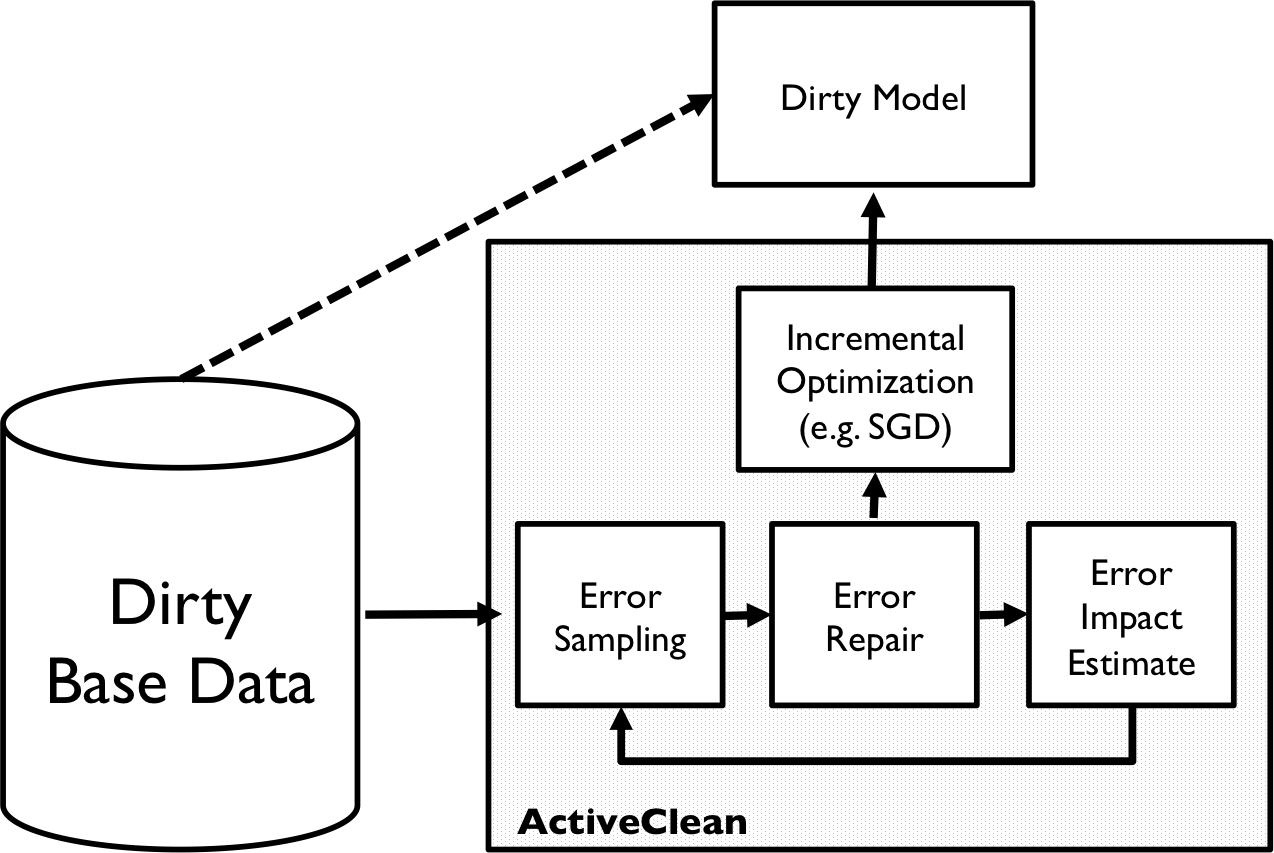 Dirty Model
Incremental
Optimization
(e.g. SGD)
Dirty
Base Data
Error
Sampling
Error
Repair
Error
Impact
Estimate
ActiveClean